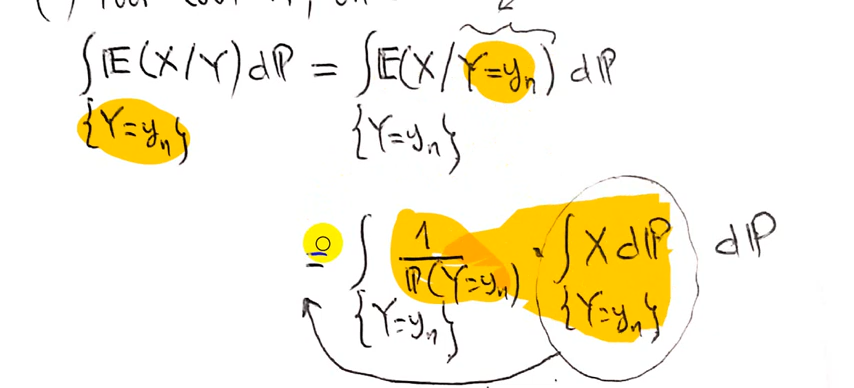 ∫ E(X/Y) dP = ∫ E(X/Y=yₙ) dP
{Y=yₙ} {Y=yₙ}
= ∫ 1/P(Y=yₙ) · ∫ X dP dP
{Y=yₙ} {Y=yₙ}